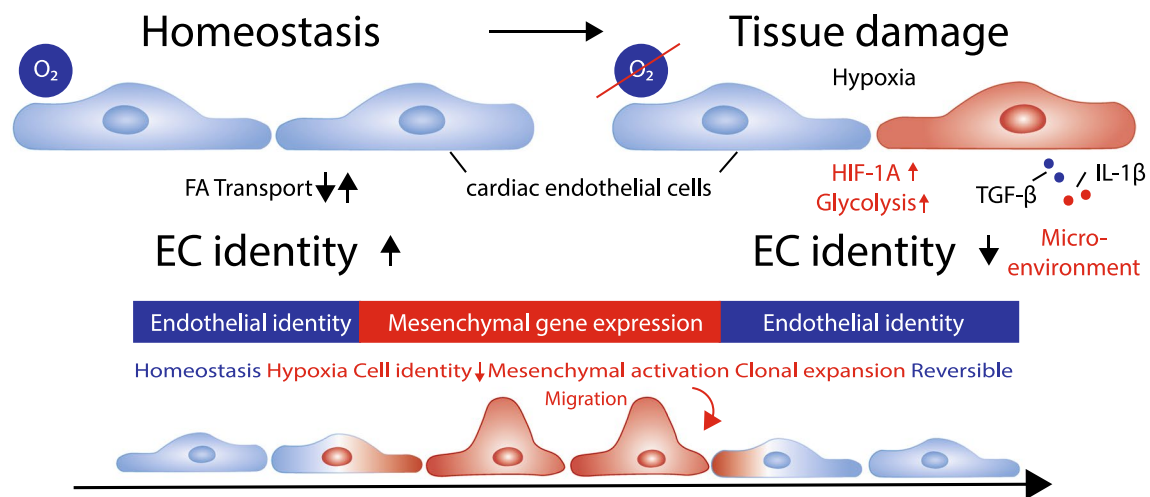 Homeostasis
Tissue damage
O₂
O₂
Hypoxia
FA Transport
cardiac endothelial cells
HIF-1A
Glycolysis
TGF-β
IL-1β
EC identity
EC identity
Micro-
environment
Endothelial identity
Mesenchymal gene expression
Endothelial identity
Homeostasis Hypoxia Cell identity Mesenchymal activation Clonal expansion Reversible
Migration